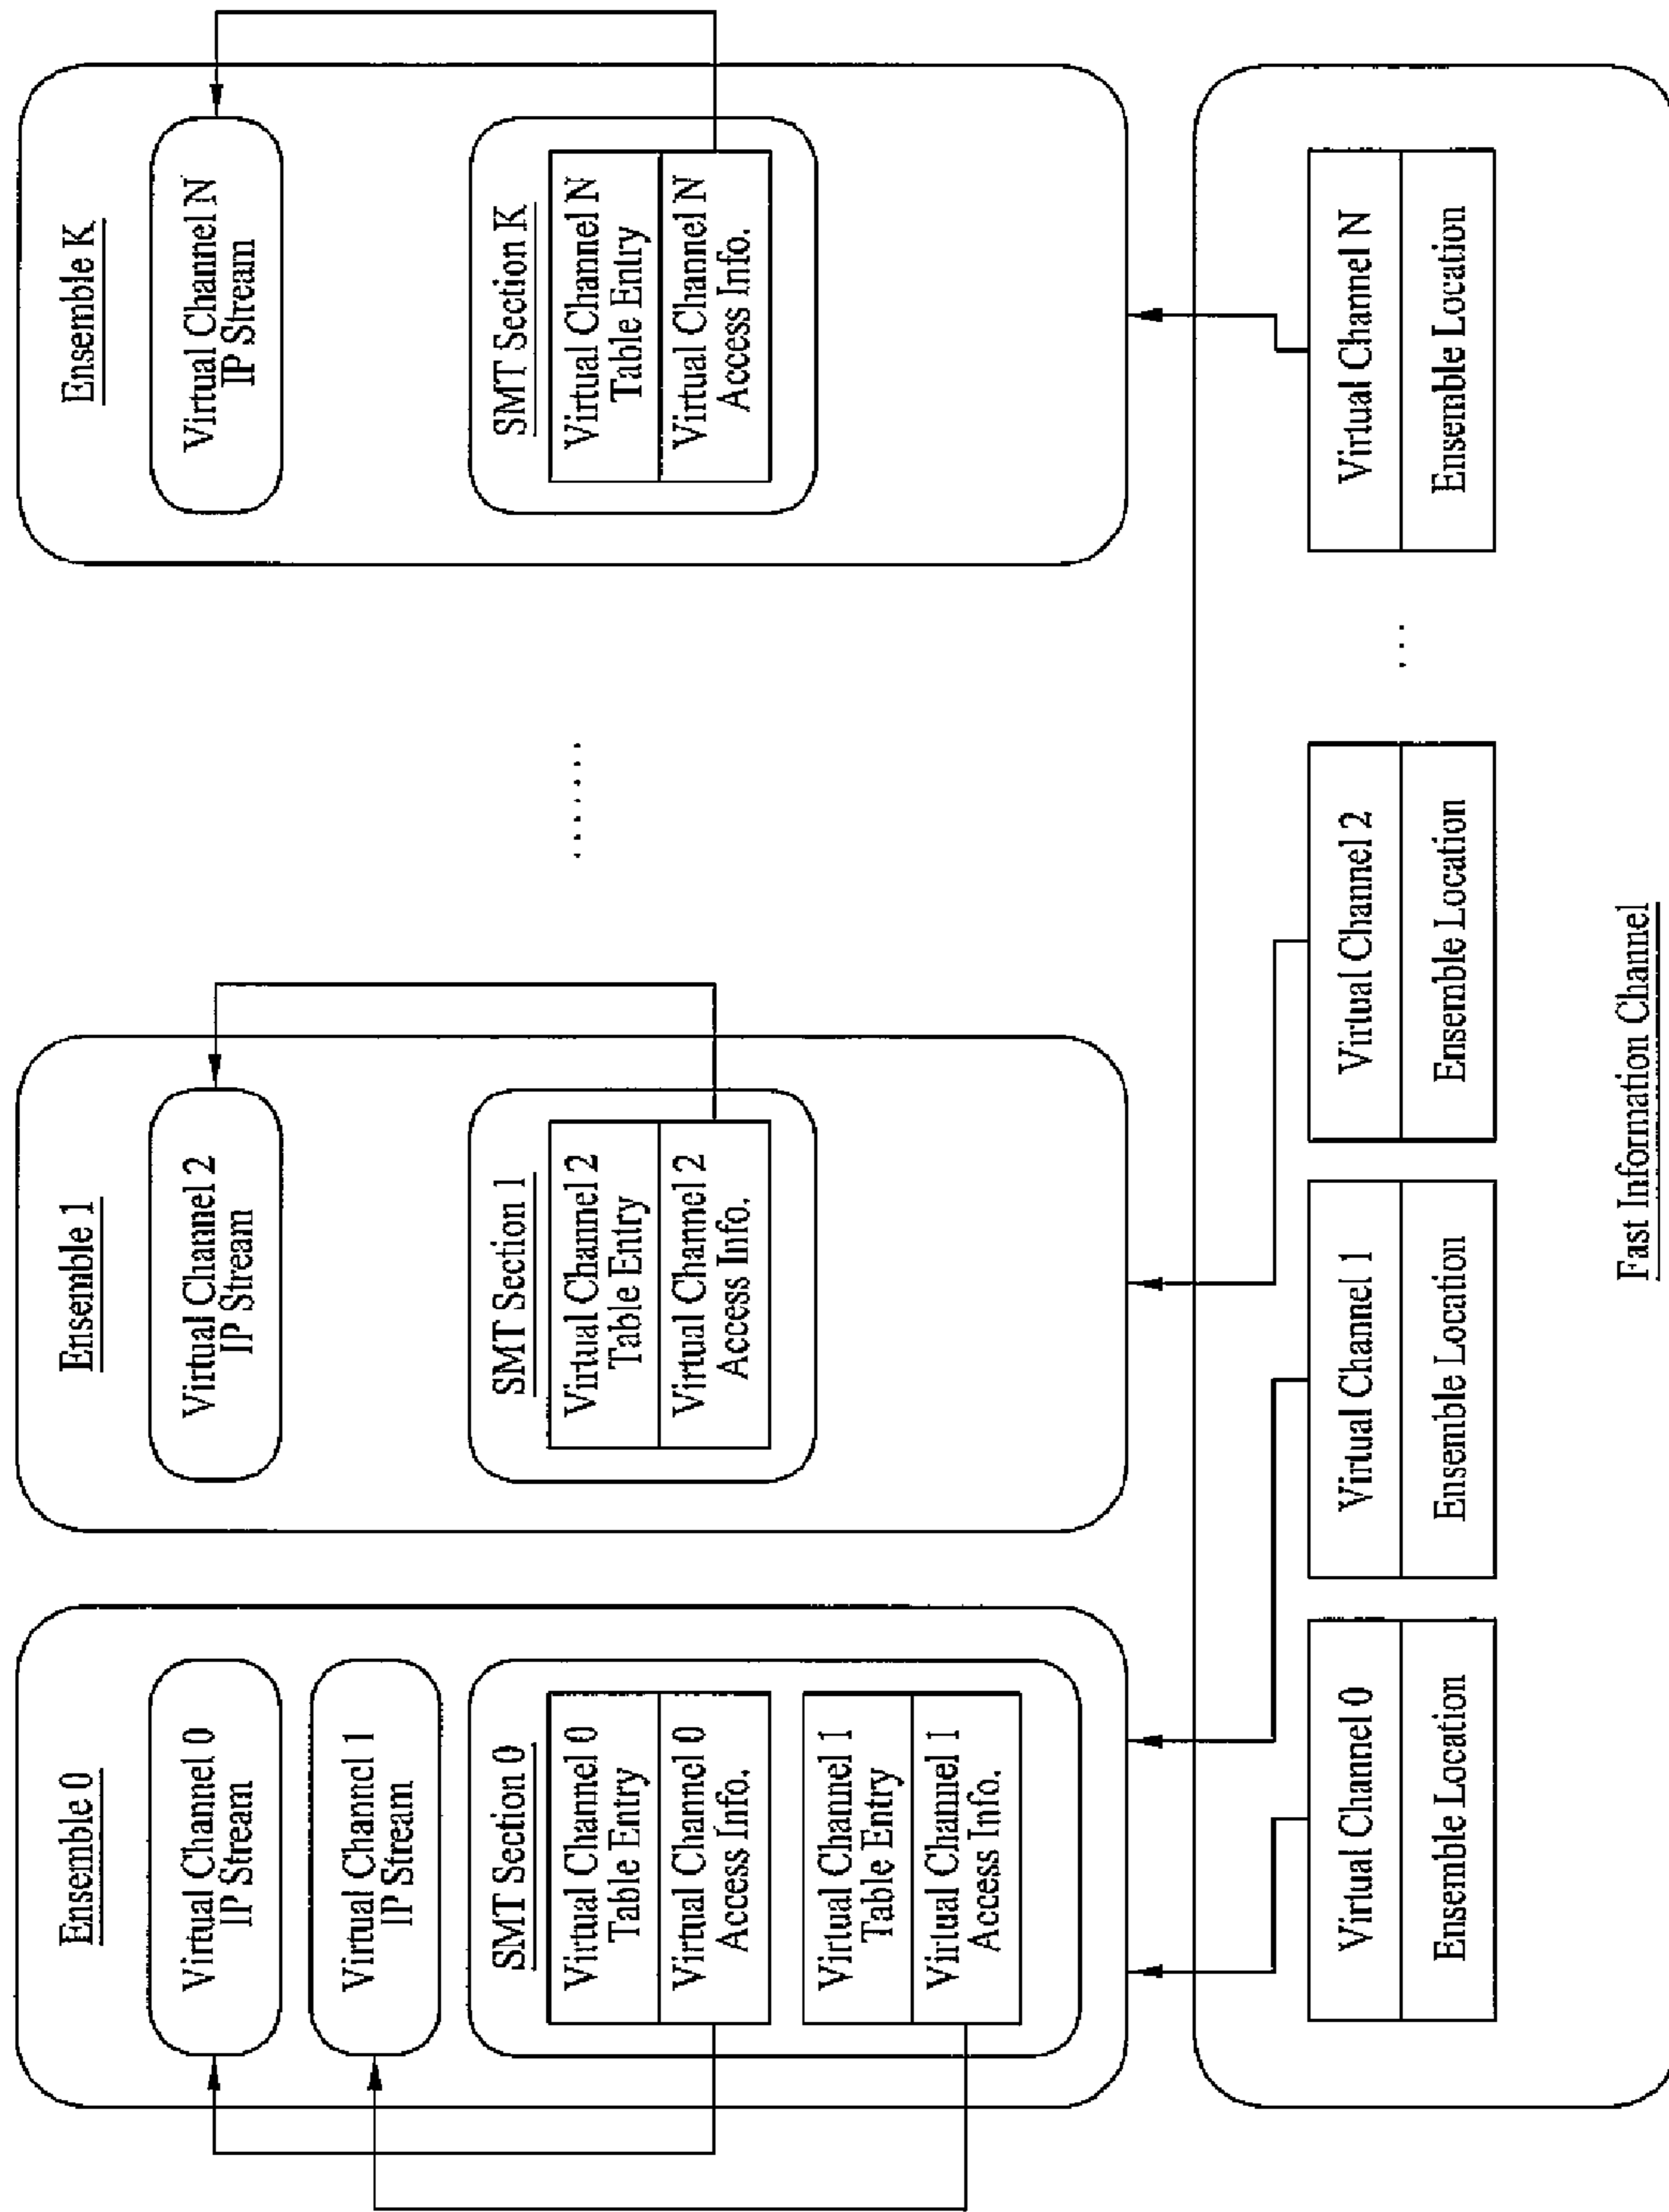 Ensemble 0
Virtual Channel 0
IP Stream
Virtual Channel 1
IP Stream
SMT Section 0
Virtual Channel 0
Table Entry
Virtual Channel 0
Access Info.
Virtual Channel 1
Table Entry
Virtual Channel 1
Access Info.
Ensemble 1
Virtual Channel 2
IP Stream
SMT Section 1
Virtual Channel 2
Table Entry
Virtual Channel 2
Access Info.
........
Ensemble K
Virtual Channel N
IP Stream
SMT Section K
Virtual Channel N
Table Entry
Virtual Channel N
Access Info.
Virtual Channel 0
Ensemble Location
Virtual Channel 1
Ensemble Location
Virtual Channel 2
Ensemble Location
...
Virtual Channel N
Ensemble Location
Fast Information Channel